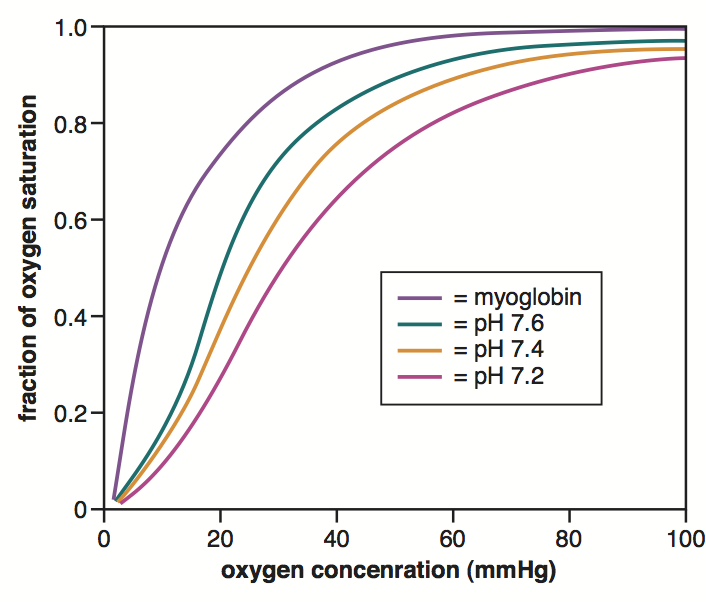 1.0
0.8
0.6
0.4
0.2
0
fraction of oxygen saturation
= myoglobin
= pH 7.6
= pH 7.4
= pH 7.2
0 20 40 60 80 100
oxygen concenration (mmHg)